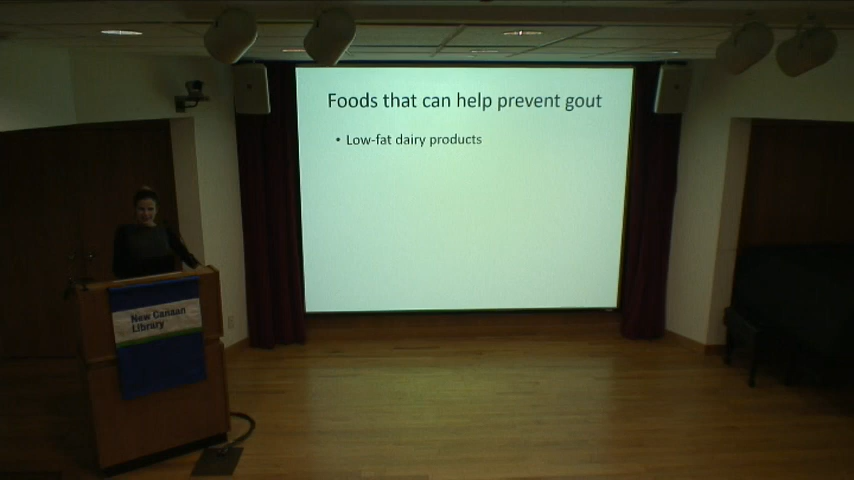 Foods that can help prevent gout
• Low-fat dairy products
New Canaan
Library